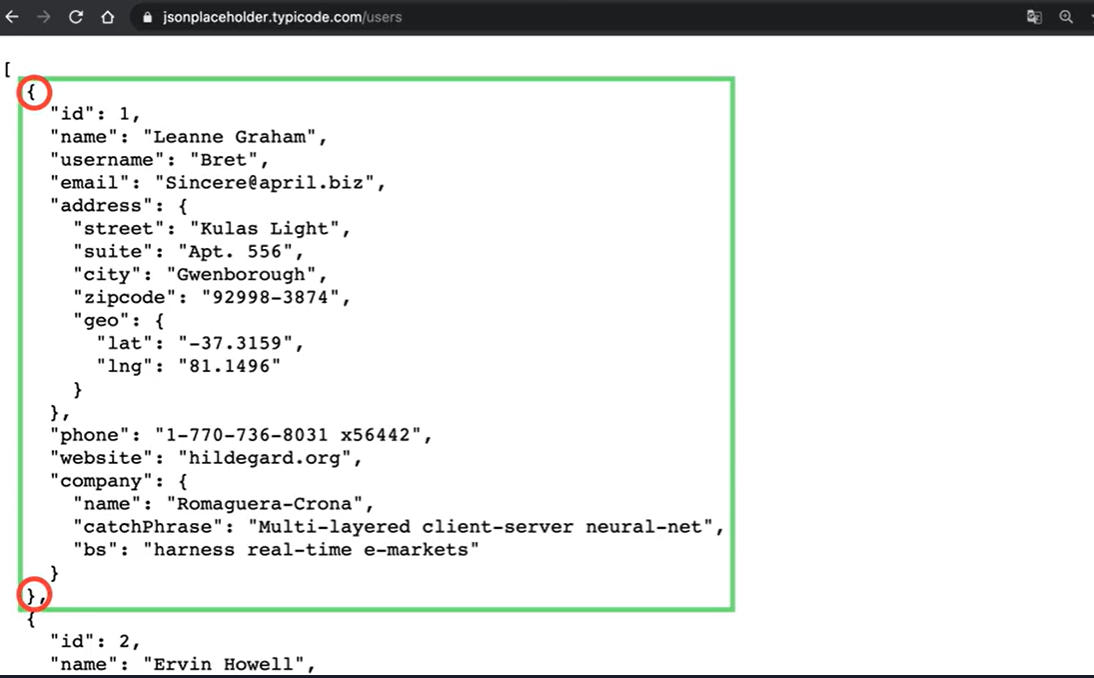 jsonplaceholder.typicode.com/users
[
{
"id": 1,
"name": "Leanne Graham",
"username": "Bret",
"email": "Sincere@april.biz",
"address": {
"street": "Kulas Light",
"suite": "Apt. 556",
"city": "Gwenborough",
"zipcode": "92998-3874",
"geo": {
"lat": "-37.3159",
"lng": "81.1496"
}
},
"phone": "1-770-736-8031 x56442",
"website": "hildegard.org",
"company": {
"name": "Romaguera-Crona",
"catchPhrase": "Multi-layered client-server neural-net",
"bs": "harness real-time e-markets"
}
},
{
"id": 2,
"name": "Ervin Howell",